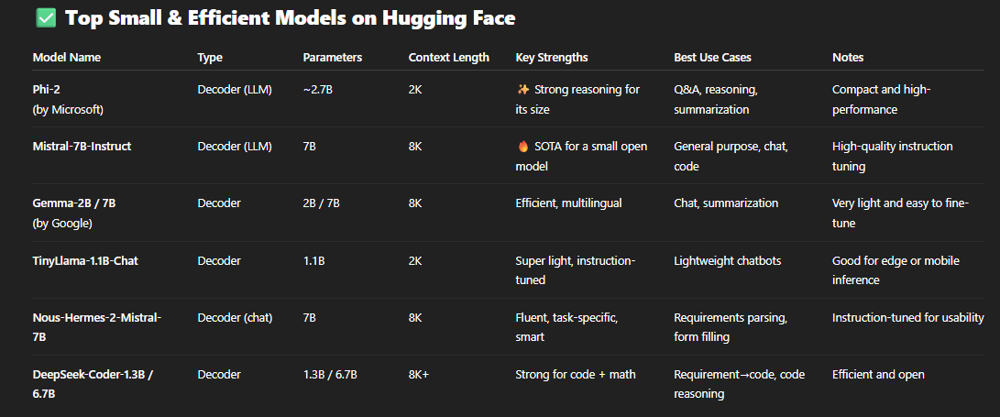 ✅ Top Small & Efficient Models on Hugging Face
Model Name Type Parameters Context Length Key Strengths Best Use Cases Notes
Phi-2 Decoder (LLM) ~2.7B 2K ✨ Strong reasoning for Q&A, reasoning, Compact and high-
(by Microsoft) its size summarization performance
Mistral-7B-Instruct Decoder (LLM) 7B 8K 🔥 SOTA for a small open General purpose, chat, High-quality instruction
model code tuning
Gemma-2B / 7B Decoder 2B / 7B 8K Efficient, multilingual Chat, summarization Very light and easy to fine-
(by Google) tune
TinyLlama-1.1B-Chat Decoder 1.1B 2K Super light, instruction- Lightweight chatbots Good for edge or mobile
tuned inference
Nous-Hermes-2-Mistral- Decoder (chat) 7B 8K Fluent, task-specific, Requirements parsing, Instruction-tuned for usability
7B smart form filling
DeepSeek-Coder-1.3B / Decoder 1.3B / 6.7B 8K+ Strong for code + math Requirement→code, code Efficient and open
6.7B reasoning